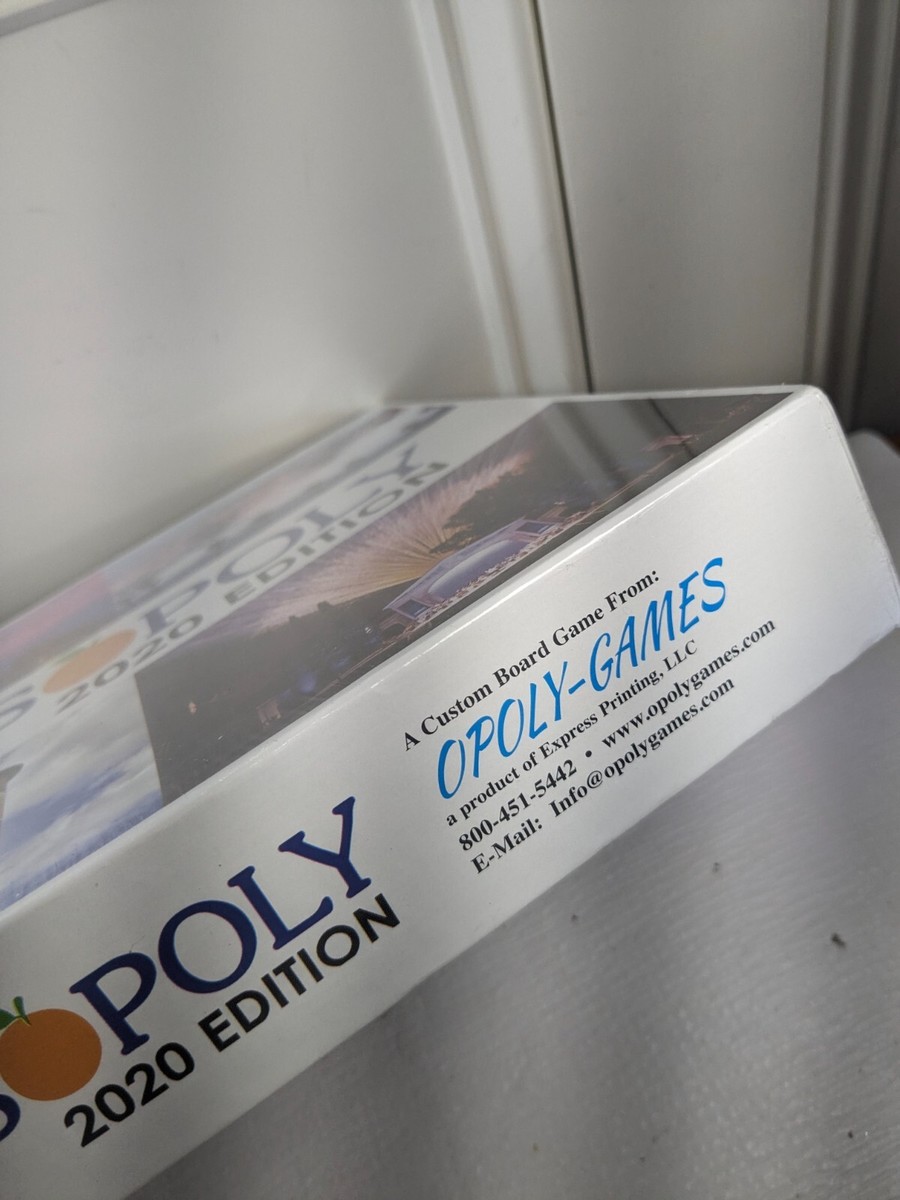 POLY
2020 EDITION
A Custom Board Game From:
OPOLY-GAMES
a product of Express Printing, LLC
800-451-5442 • www.opolygames.com
E-Mail: Info@opolygames.com
POLY
2020 EDITION